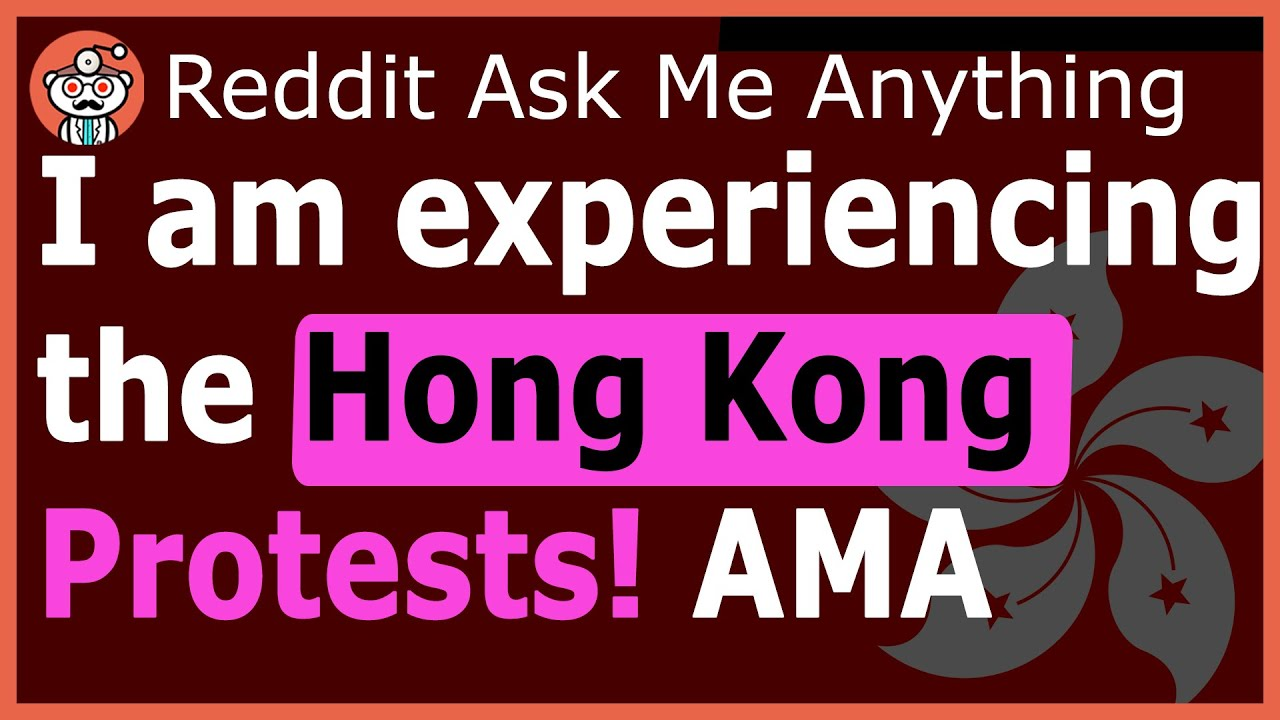 Reddit Ask Me Anything
I am experiencing
the Hong Kong
Protests! AMA